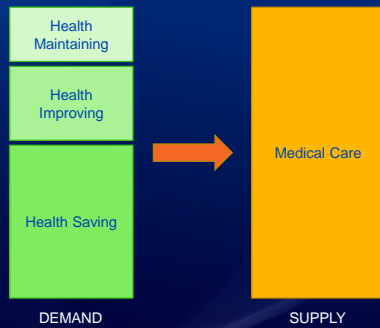 Health
Maintaining
Health
Improving
Health Saving
Medical Care
DEMAND
SUPPLY